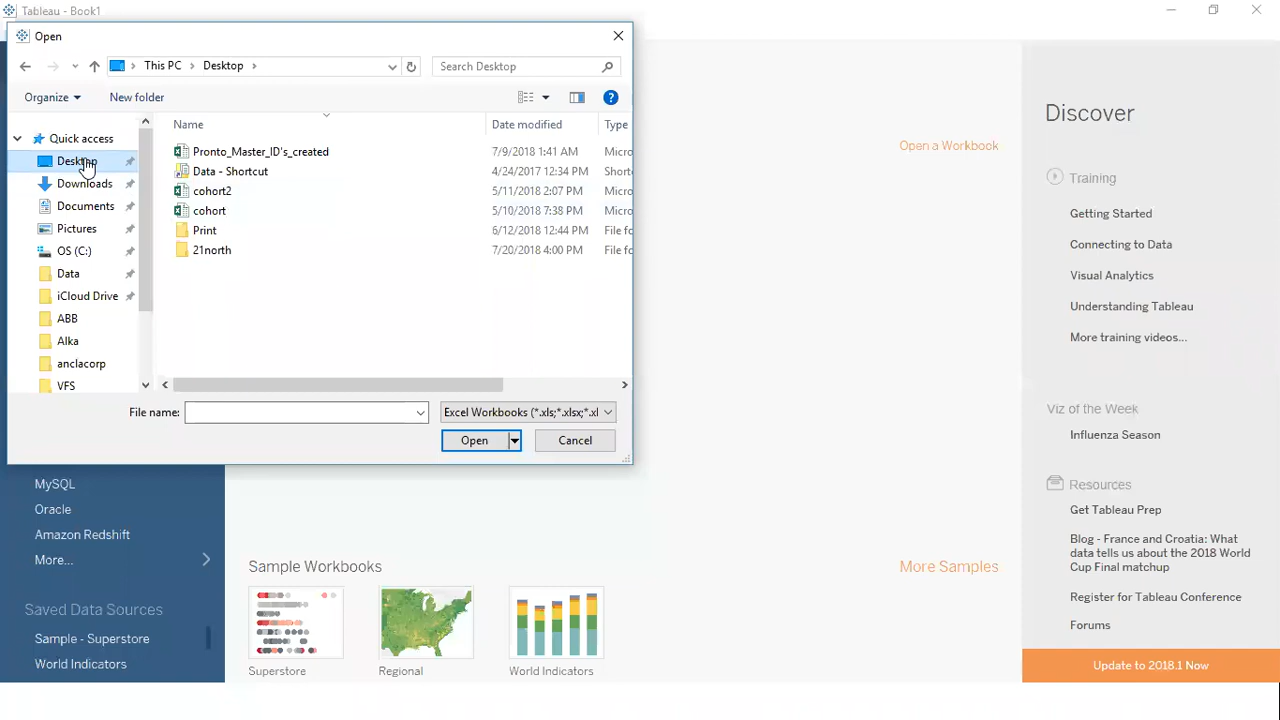 Tableau - Book1
Open
This PC
Desktop
Search Desktop
Organize
New folder
Name
Date modified
Type
Quick access
Desktop
Downloads
Documents
Pictures
OS (C:)
Data
iCloud Drive
ABB
Alka
anclacorp
VFS
Pronto_Master_ID's_created 7/9/2018 1:41 AM Micro
Data - Shortcut 4/24/2017 12:34 PM Shortc
cohort2 5/11/2018 2:07 PM Micro
cohort 5/10/2018 7:38 PM Micro
Print 6/12/2018 12:44 PM File fo
21north 7/20/2018 4:00 PM File fo
File name:
Excel Workbooks (*.xls;*.xlsx;*.xl
Open
Cancel
MySQL
Oracle
Amazon Redshift
More...
Saved Data Sources
Sample - Superstore
World Indicators
Open a Workbook
Sample Workbooks
More Samples
Superstore
Regional
World Indicators
Discover
Training
Getting Started
Connecting to Data
Visual Analytics
Understanding Tableau
More training videos...
Viz of the Week
Influenza Season
Resources
Get Tableau Prep
Blog - France and Croatia: What
data tells us about the 2018 World
Cup Final matchup
Register for Tableau Conference
Forums
Update to 2018.1 Now